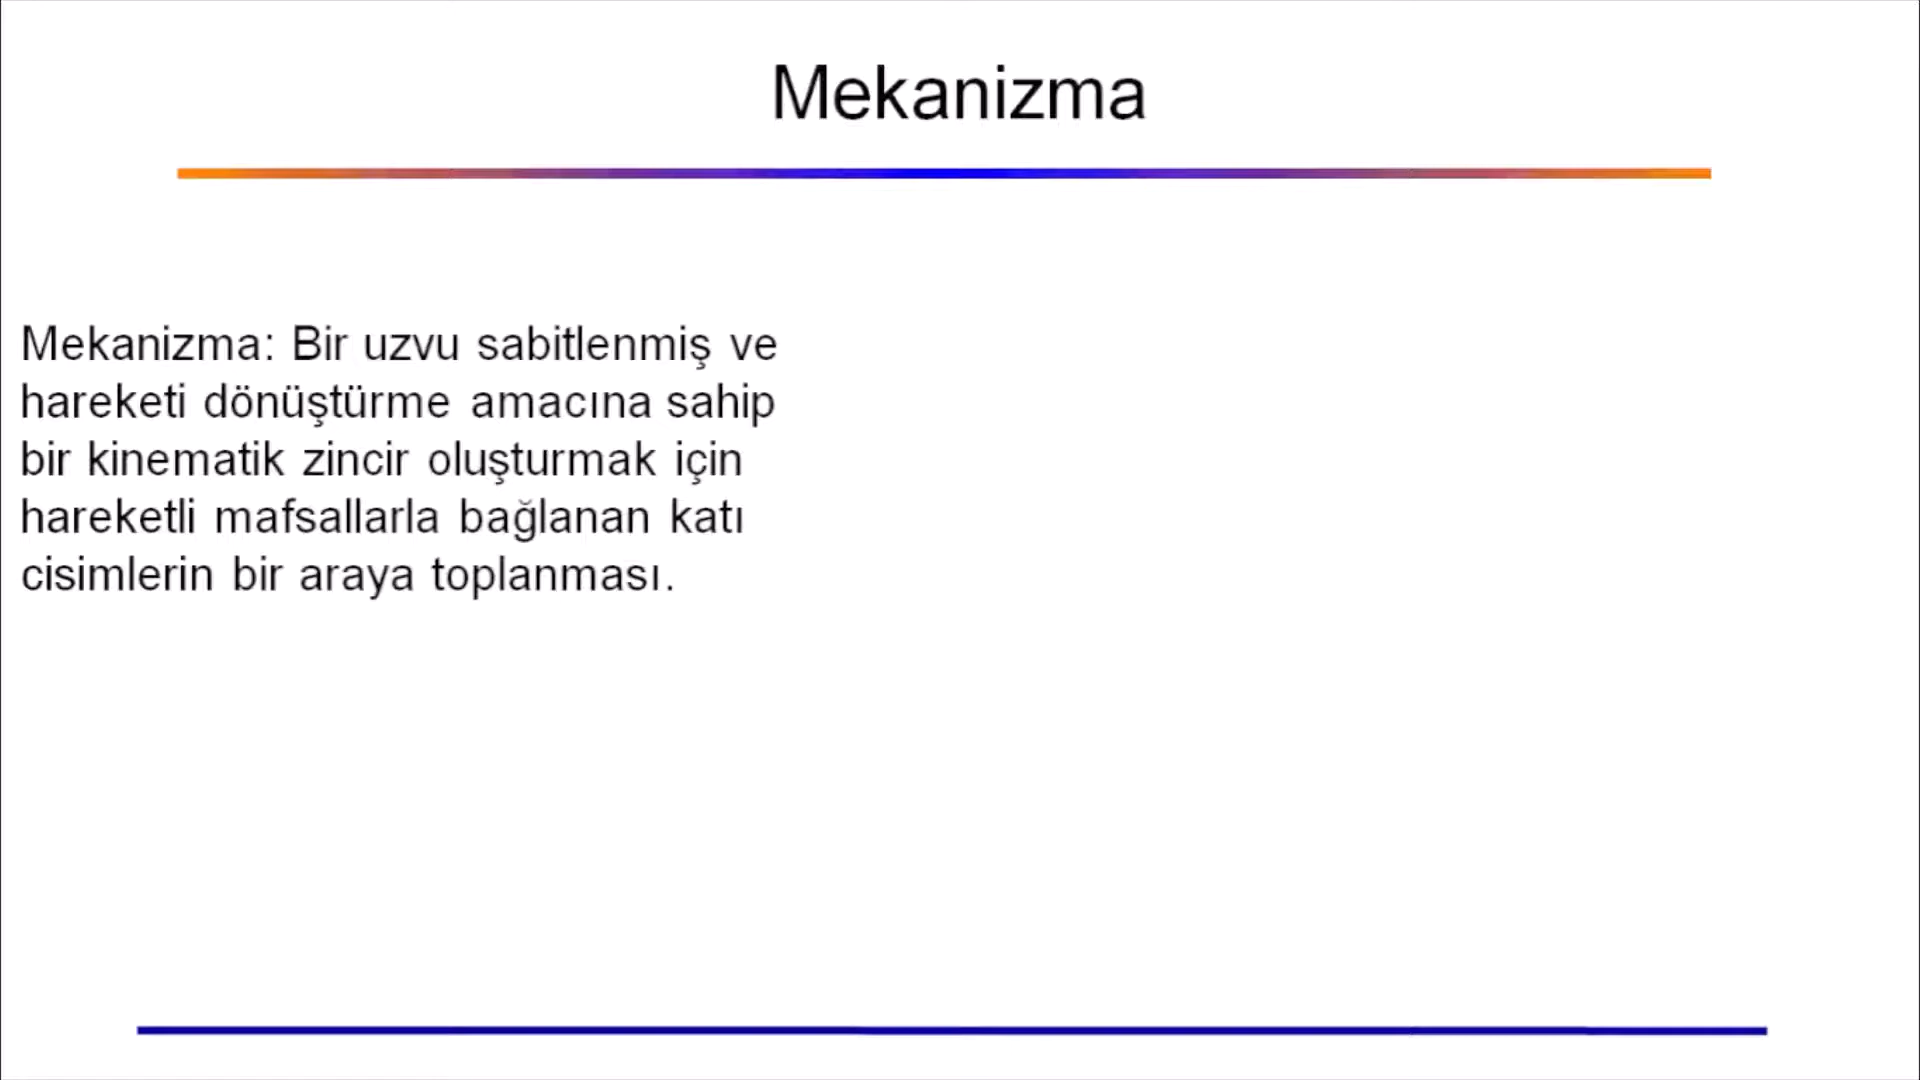 Mekanizma
Mekanizma: Bir uzvu sabitlenmiş ve
hareketi dönüştürme amacına sahip
bir kinematik zincir oluşturmak için
hareketli mafsallarla bağlanan katı
cisimlerin bir araya toplanması.